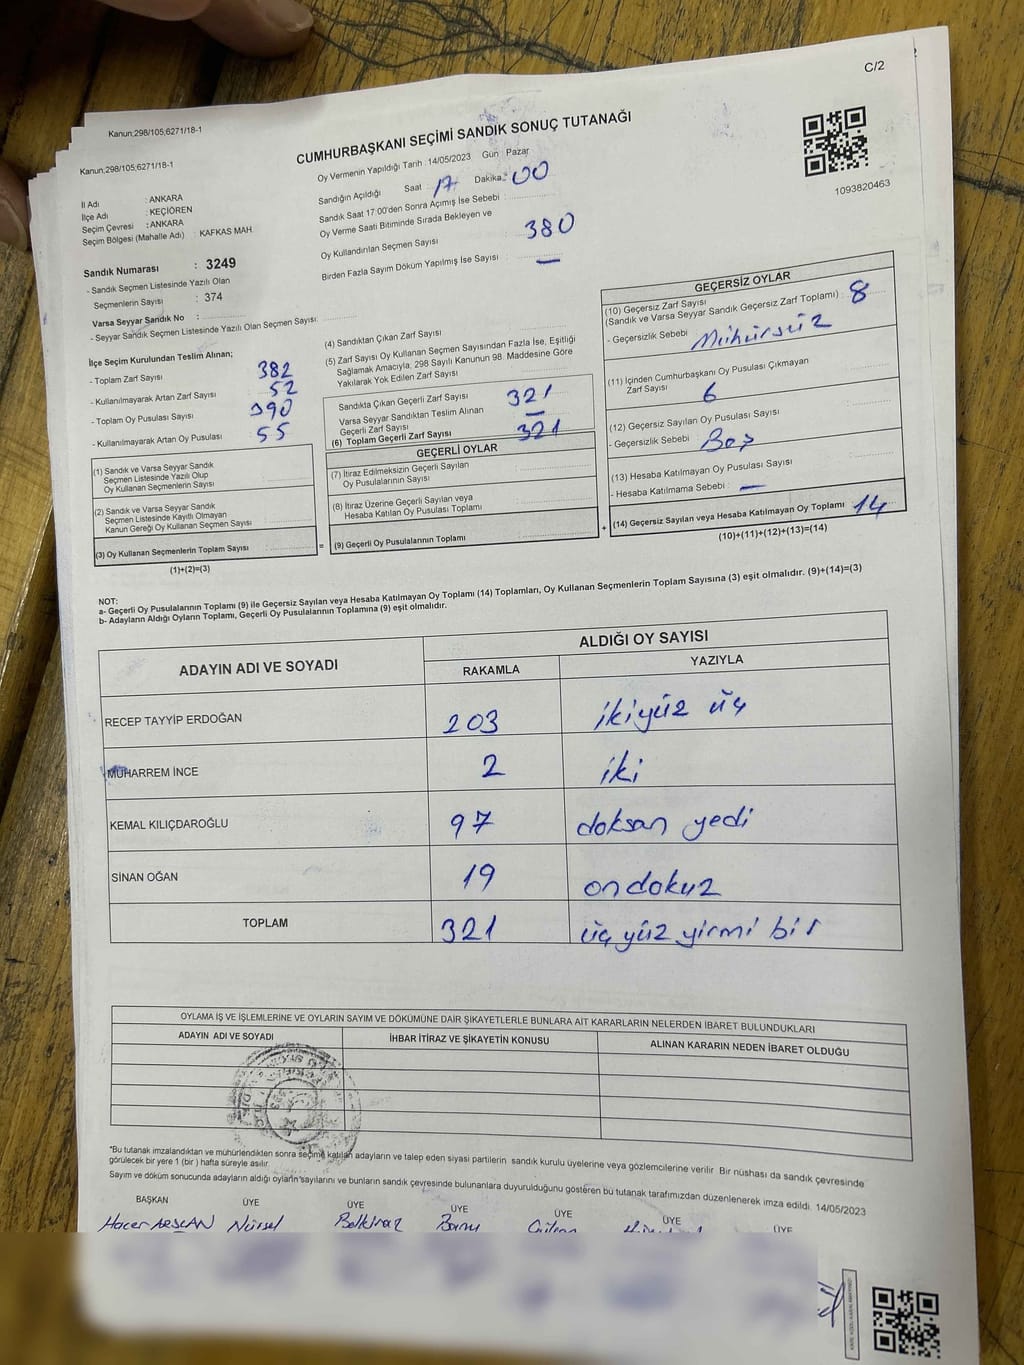 C/2
Kanun;298/105;6271/18-1
Kanun;298/105;6271/18-1
CUMHURBAŞKANI SEÇİMİ SANDIK SONUÇ TUTANAĞI
1093820463
İl Adı : ANKARA
İlçe Adı : KEÇİÖREN
Seçim Çevresi : ANKARA
Seçim Bölgesi (Mahalle Adı) : KAFKAS MAH.
Sandık Numarası : 3249
- Sandık Seçmen Listesinde Yazılı Olan
Seçmenlerin Sayısı : 374
Varsa Seyyar Sandık No :
- Seyyar Sandık Seçmen Listesinde Yazılı Olan Seçmen Sayısı:
Oy Vermenin Yapıldığı Tarih : 14/05/2023 Gün : Pazar
Sandığın Açıldığı Saat 17 Dakika.: 00
Sandık Saat 17:00'den Sonra Açımış İse Sebebi :
Oy Verme Saati Bitiminde Sırada Bekleyen ve
Oy Kullandırılan Seçmen Sayısı : 380
Birden Fazla Sayım Döküm Yapılmış İse Sayısı : —
İlçe Seçim Kurulundan Teslim Alınan;
- Toplam Zarf Sayısı : 382
- Kullanılmayarak Artan Zarf Sayısı : 52
- Toplam Oy Pusulası Sayısı : 390
- Kullanılmayarak Artan Oy Pusulası : 55
(4) Sandıktan Çıkan Zarf Sayısı :
(5) Zarf Sayısı Oy Kullanan Seçmen Sayısından Fazla İse, Eşitliği
Sağlamak Amacıyla, 298 Sayılı Kanunun 98. Maddesine Göre
Yakılarak Yok Edilen Zarf Sayısı :
Sandıkta Çıkan Geçerli Zarf Sayısı : 321
Varsa Seyyar Sandıktan Teslim Alınan
Geçerli Zarf Sayısı : —
(6) Toplam Geçerli Zarf Sayısı : 321
GEÇERSİZ OYLAR
(10) Geçersiz Zarf Sayısı
(Sandık ve Varsa Seyyar Sandık Geçersiz Zarf Toplamı) : 8
- Geçersizlik Sebebi : Mühürsüz
(11) İçinden Cumhurbaşkanı Oy Pusulası Çıkmayan
Zarf Sayısı : 6
(12) Geçersiz Sayılan Oy Pusulası Sayısı :
- Geçersizlik Sebebi : Boş
(13) Hesaba Katılmayan Oy Pusulası Sayısı :
- Hesaba Katılmama Sebebi : —
(14) Geçersiz Sayılan veya Hesaba Katılmayan Oy Toplamı : 14
(10)+(11)+(12)+(13)=(14)
(1) Sandık ve Varsa Seyyar Sandık
Seçmen Listesinde Yazılı Olup
Oy Kullanan Seçmenlerin Sayısı :
(2) Sandık ve Varsa Seyyar Sandık
Seçmen Listesinde Kayıtlı Olmayan
Kanun Gereği Oy Kullanan Seçmen Sayısı :
(3) Oy Kullanan Seçmenlerin Toplam Sayısı :
(1)+(2)=(3)
=
GEÇERLİ OYLAR
(7) İtiraz Edilmeksizin Geçerli Sayılan
Oy Pusulalarının Sayısı :
(8) İtiraz Üzerine Geçerli Sayılan veya
Hesaba Katılan Oy Pusulası Toplamı :
(9) Geçerli Oy Pusulalarının Toplamı :
+
NOT:
a- Geçerli Oy Pusulalarının Toplamı (9) ile Geçersiz Sayılan veya Hesaba Katılmayan Oy Toplamı (14) Toplamları, Oy Kullanan Seçmenlerin Toplam Sayısına (3) eşit olmalıdır. (9)+(14)=(3)
b- Adayların Aldığı Oyların Toplamı, Geçerli Oy Pusulalarının Toplamına (9) eşit olmalıdır.
ADAYIN ADI VE SOYADI
ALDIĞI OY SAYISI
RAKAMLA YAZIYLA
RECEP TAYYİP ERDOĞAN 203 ikiyüz üç
MUHARREM İNCE 2 iki
KEMAL KILIÇDAROĞLU 97 doksan yedi
SİNAN OĞAN 19 ondokuz
TOPLAM 321 üç yüz yirmi bir
OYLAMA İŞ VE İŞLEMLERİNE VE OYLARIN SAYIM VE DÖKÜMÜNE DAİR ŞİKAYETLERLE BUNLARA AİT KARARLARIN NELERDEN İBARET BULUNDUKLARI
ADAYIN ADI VE SOYADI İHBAR İTİRAZ VE ŞİKAYETİN KONUSU ALINAN KARARIN NEDEN İBARET OLDUĞU
*Bu tutanak imzalandıktan ve mühürlendikten sonra seçime katılan adayların ve talep eden siyasi partilerin sandık kurulu üyelerine veya gözlemcilerine verilir. Bir nüshası da sandık çevresinde
görülecek bir yere 1 (bir ) hafta süreyle asılır.
Sayım ve döküm sonucunda adayların aldığı oyların sayılarını ve bunların sandık çevresinde bulunanlara duyurulduğunu gösteren bu tutanak tarafımızdan düzenlenerek imza edildi. 14/05/2023
BAŞKAN ÜYE ÜYE ÜYE ÜYE ÜYE ÜYE
Hacer ARSLAN Nürsel Belkinaz Banu